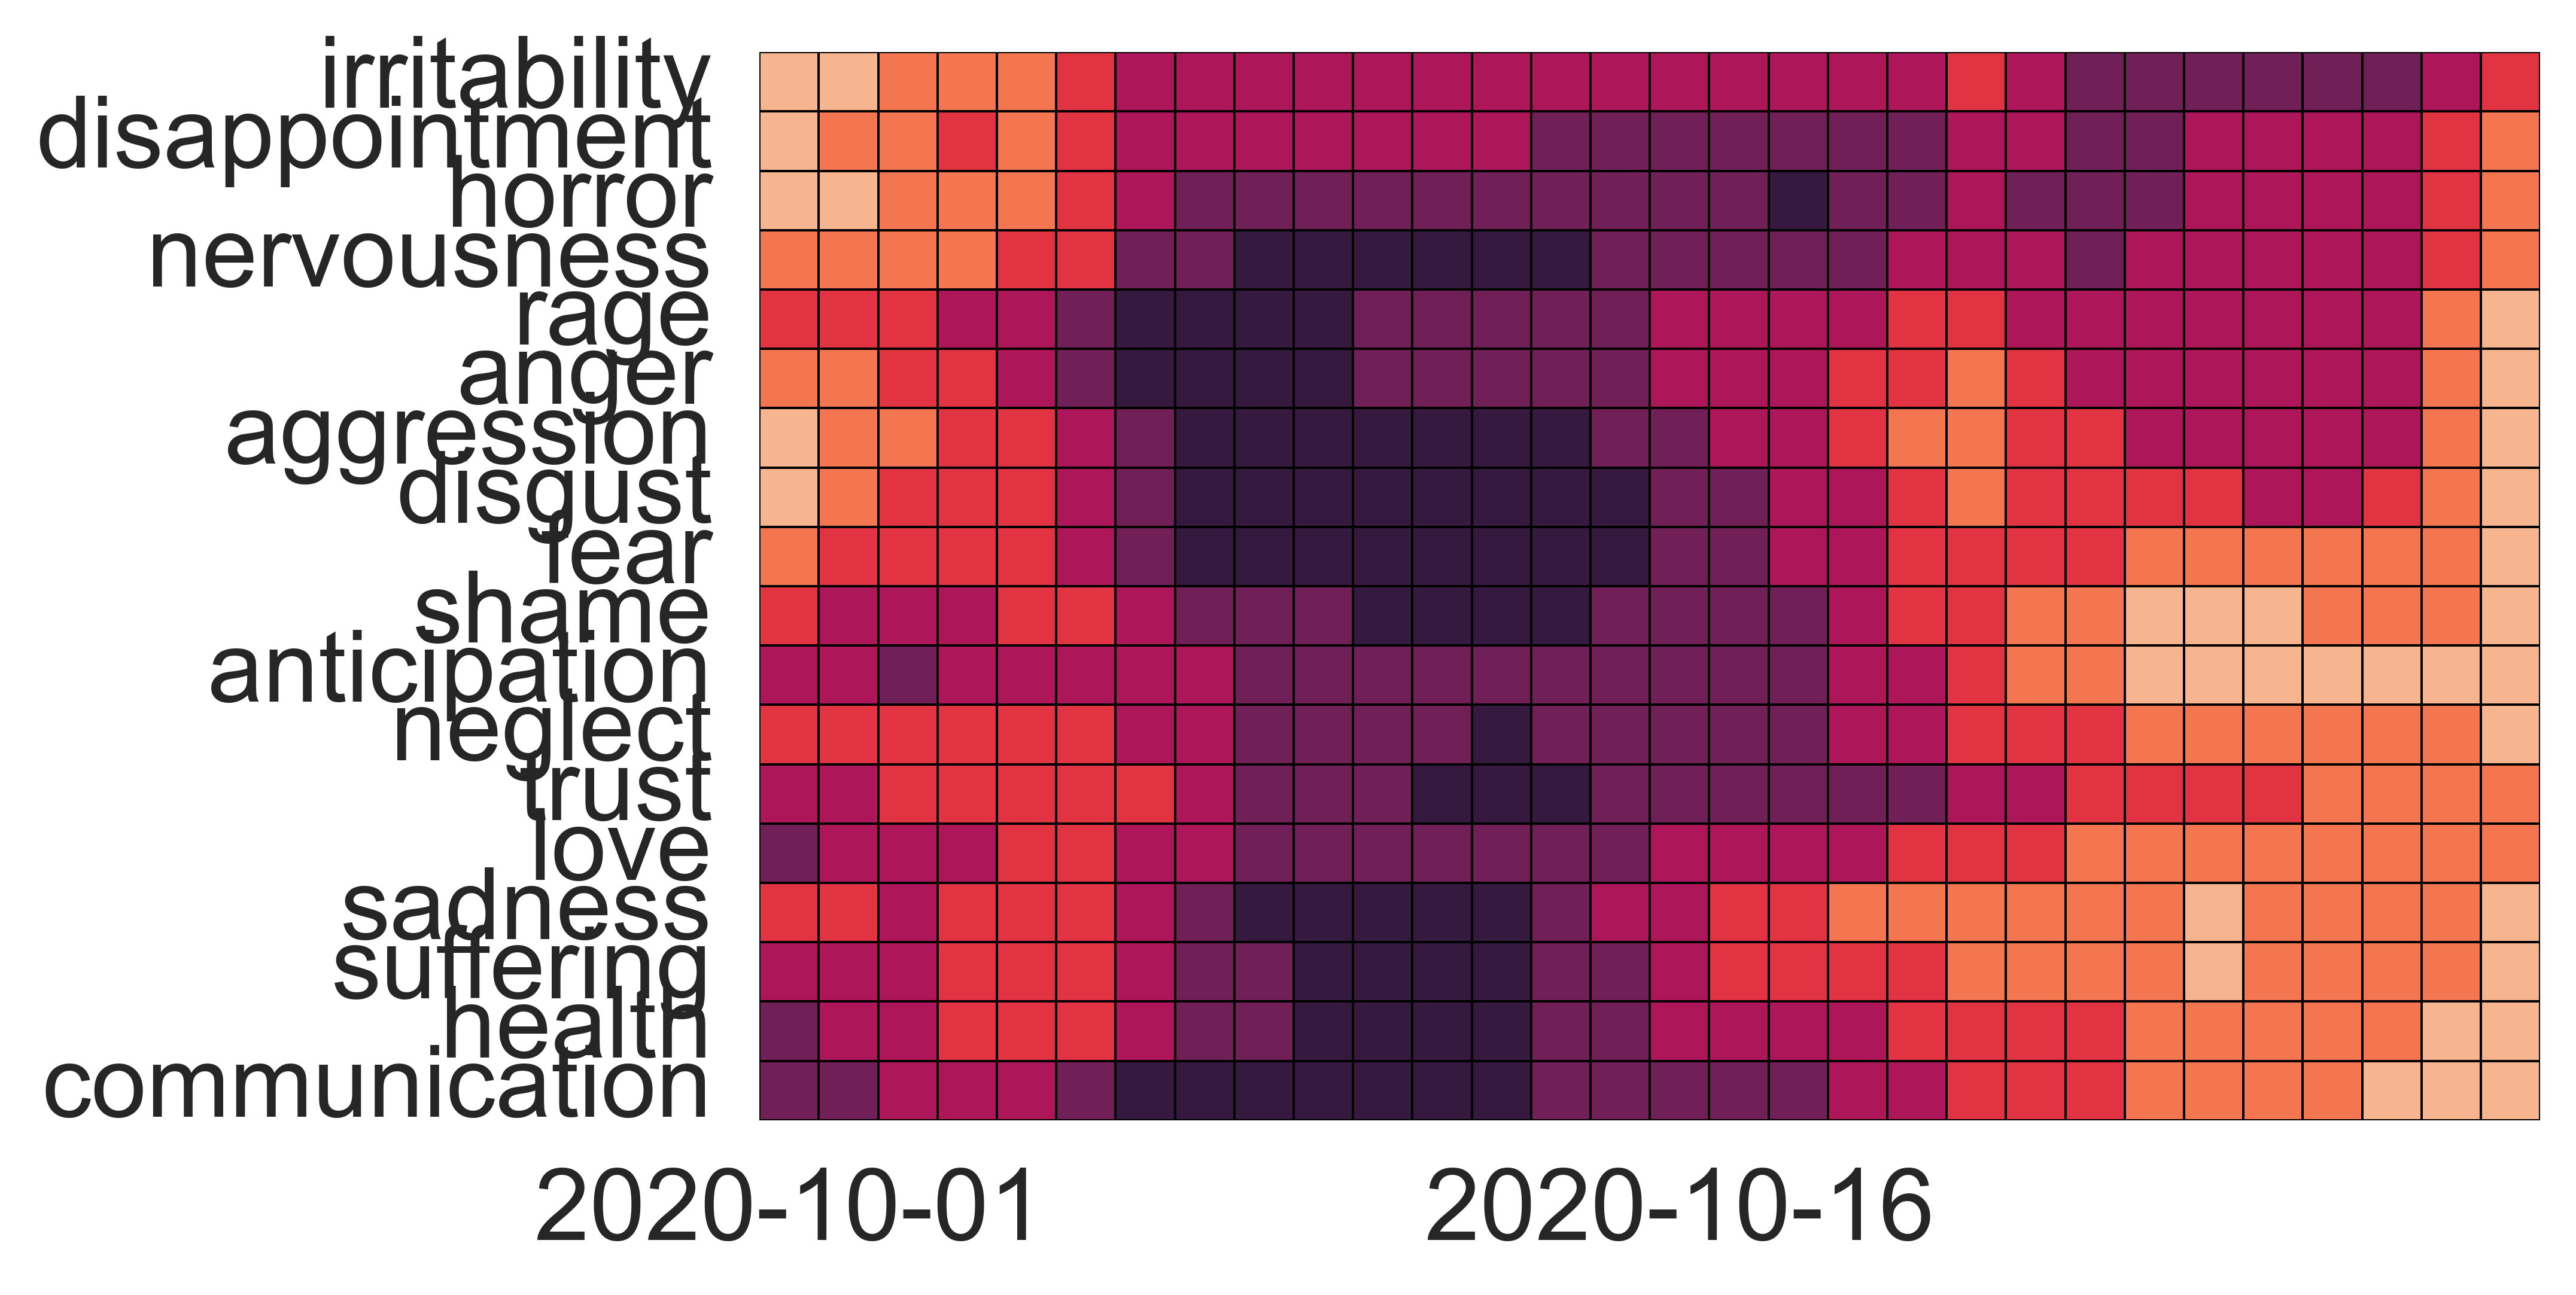 irritability
disappointment
horror
nervousness
rage
anger
aggression
disgust
fear
shame
anticipation
neglect
trust
love
sadness
suffering
health
communication
2020-10-01
2020-10-16